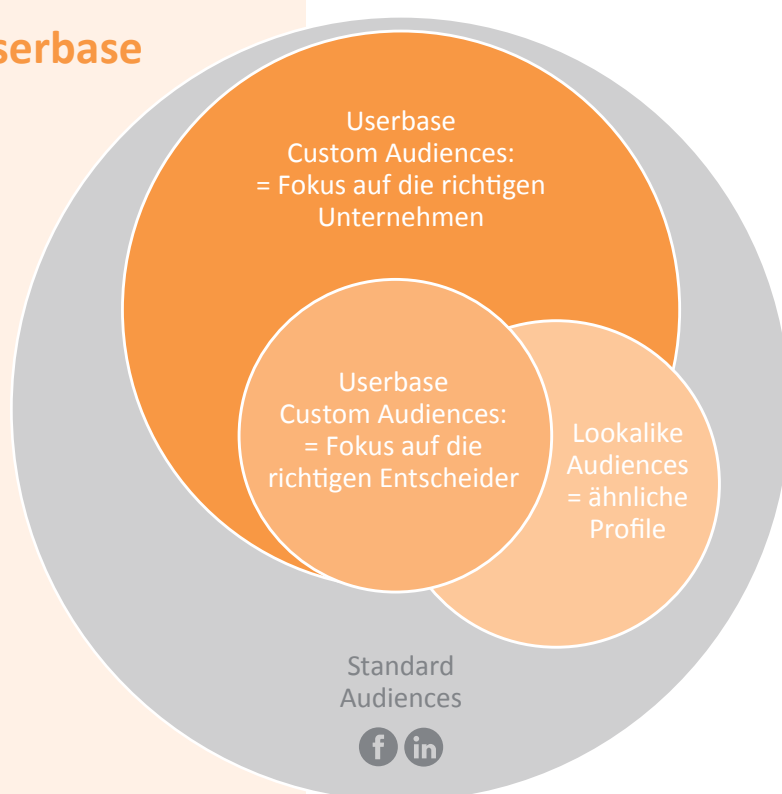 serbase
Userbase
Custom Audiences:
= Fokus auf die richtigen
Unternehmen
Userbase
Custom Audiences:
= Fokus auf die
richtigen Entscheider
Lookalike
Audiences
= ähnliche
Profile
Standard
Audiences
f in